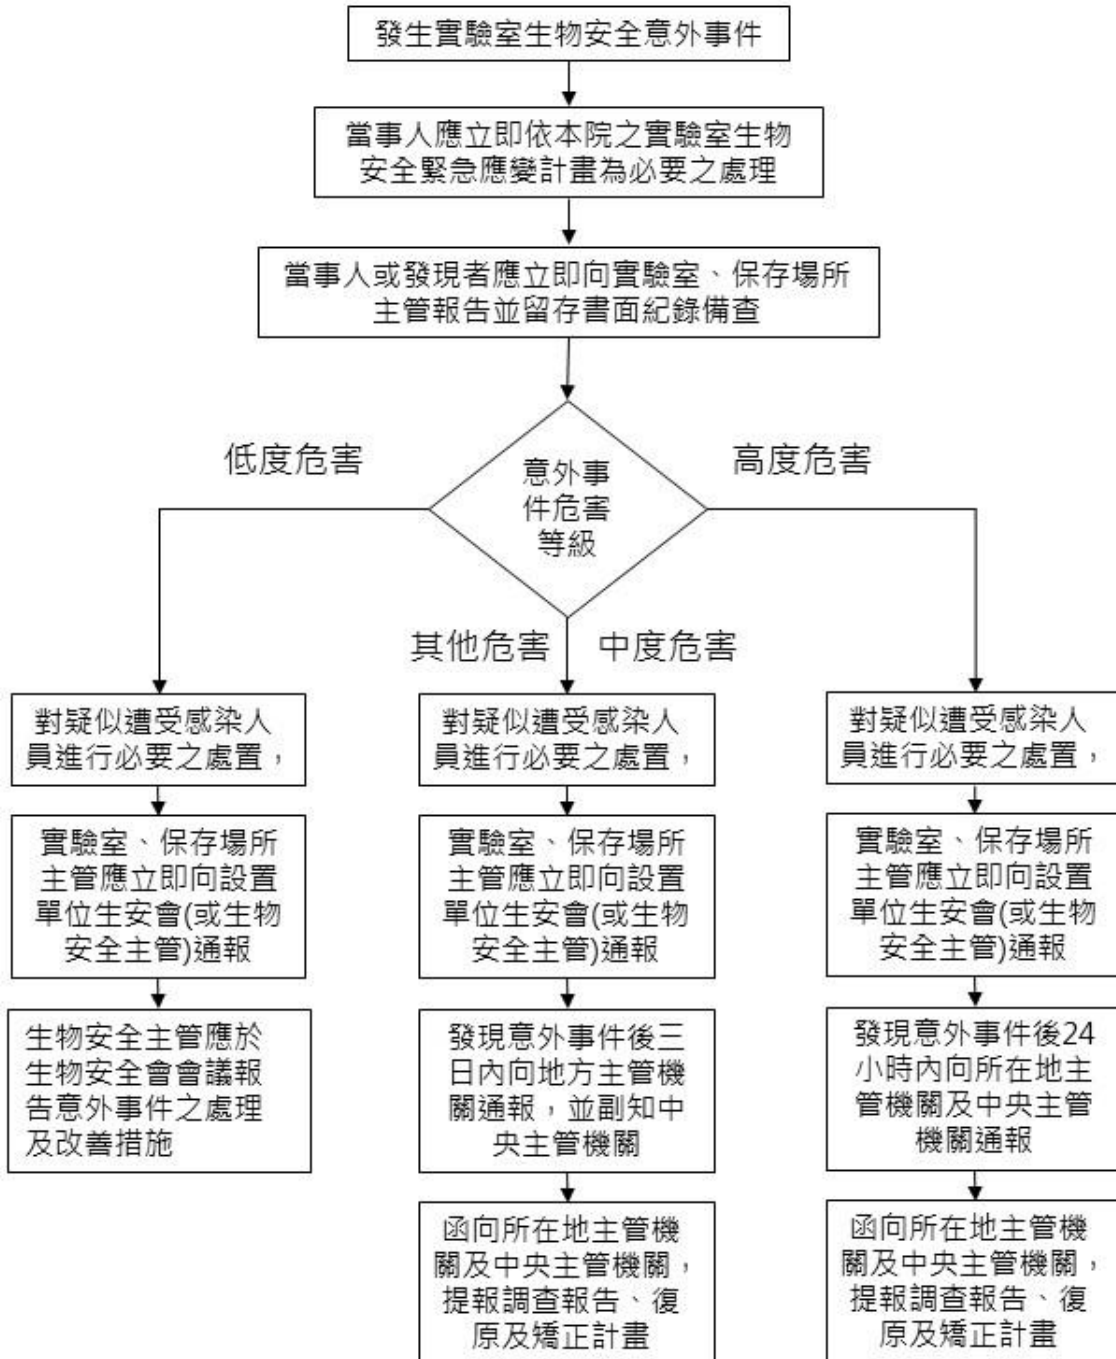 發生實驗室生物安全意外事件
當事人應立即依本院之實驗室生物
安全緊急應變計畫為必要之處理
當事人或發現者應立即向實驗室、保存場所
主管報告並留存書面紀錄備查
意外事
件危害
等級
低度危害
高度危害
其他危害
中度危害
對疑似遭受感染人
員進行必要之處置，
實驗室、保存場所
主管應立即向設置
單位生安會(或生物
安全主管)通報
生物安全主管應於
生物安全會會議報
告意外事件之處理
及改善措施
對疑似遭受感染人
員進行必要之處置，
實驗室、保存場所
主管應立即向設置
單位生安會(或生物
安全主管)通報
發現意外事件後三
日內向地方主管機
關通報，並副知中
央主管機關
函向所在地主管機
關及中央主管機關，
提報調查報告、復
原及矯正計畫
對疑似遭受感染人
員進行必要之處置，
實驗室、保存場所
主管應立即向設置
單位生安會(或生物
安全主管)通報
發現意外事件後24
小時內向所在地主
管機關及中央主管
機關通報
函向所在地主管機
關及中央主管機關，
提報調查報告、復
原及矯正計畫